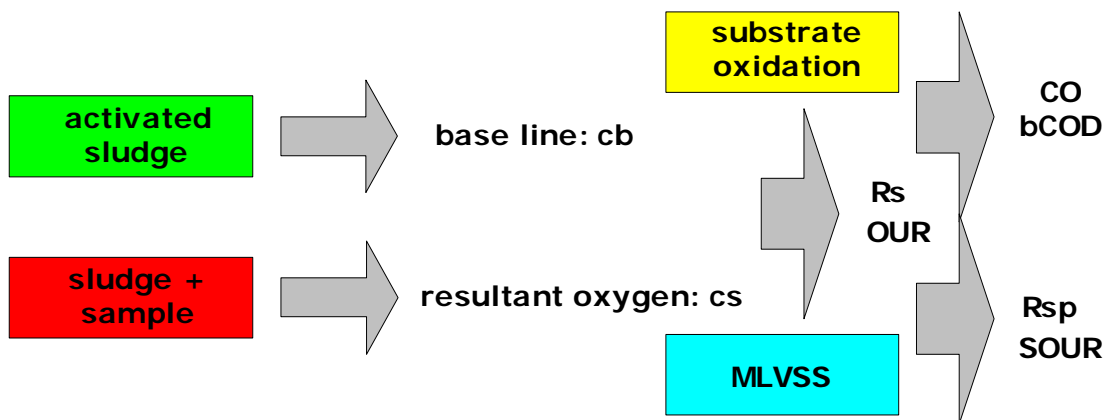 activated
sludge
base line: cb
sludge +
sample
resultant oxygen: cs
substrate
oxidation
Rs
OUR
MLVSS
CO
bCOD
Rsp
SOUR